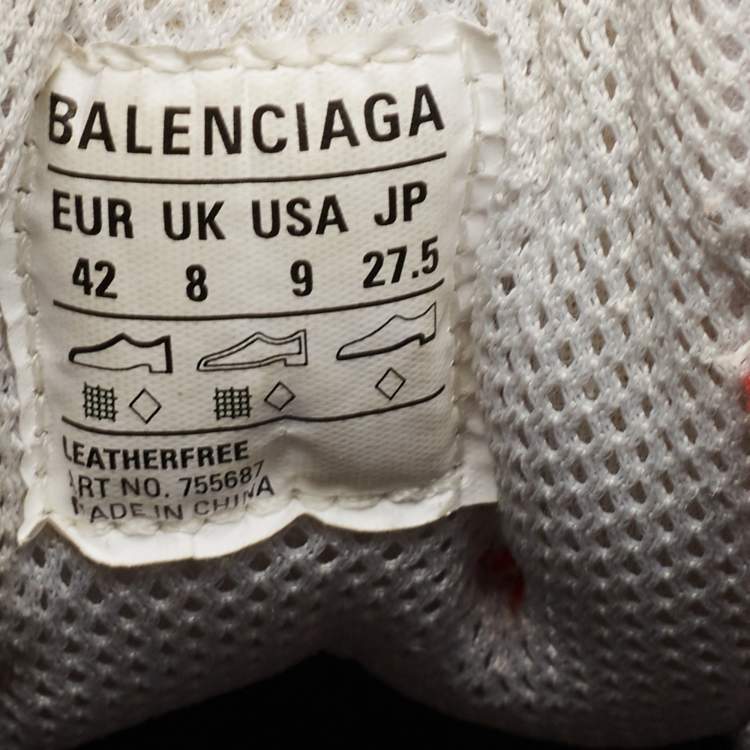 BALENCIAGA
EUR UK USA JP
42 8 9 27.5
LEATHERFREE
ART NO. 755687
MADE IN CHINA